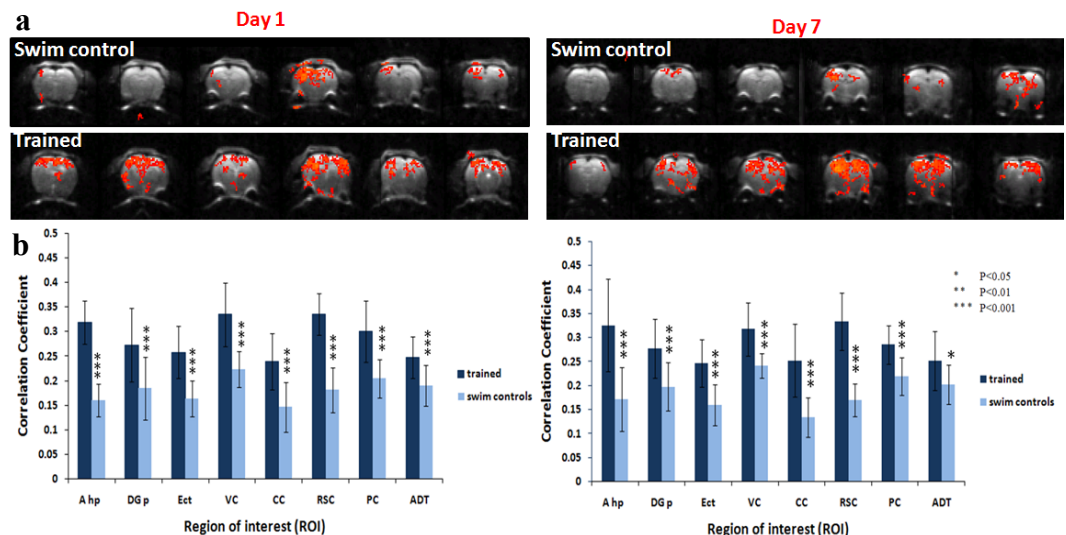 a
Day 1
Day 7
Swim control
Swim control
Trained
Trained
b
Correlation Coefficient
0.5
0.45
0.4
0.35
0.3
0.25
0.2
0.15
0.1
0.05
0
***
***
***
***
***
***
***
***
trained
swim controls
A hp DG p Ect VC CC RSC PC ADT
Region of interest (ROI)
Correlation Coefficient
0.5
0.45
0.4
0.35
0.3
0.25
0.2
0.15
0.1
0.05
0
* P<0.05
** P<0.01
*** P<0.001
***
***
***
***
***
***
***
*
trained
swim controls
A hp DG p Ect VC CC RSC PC ADT
Region of interest (ROI)